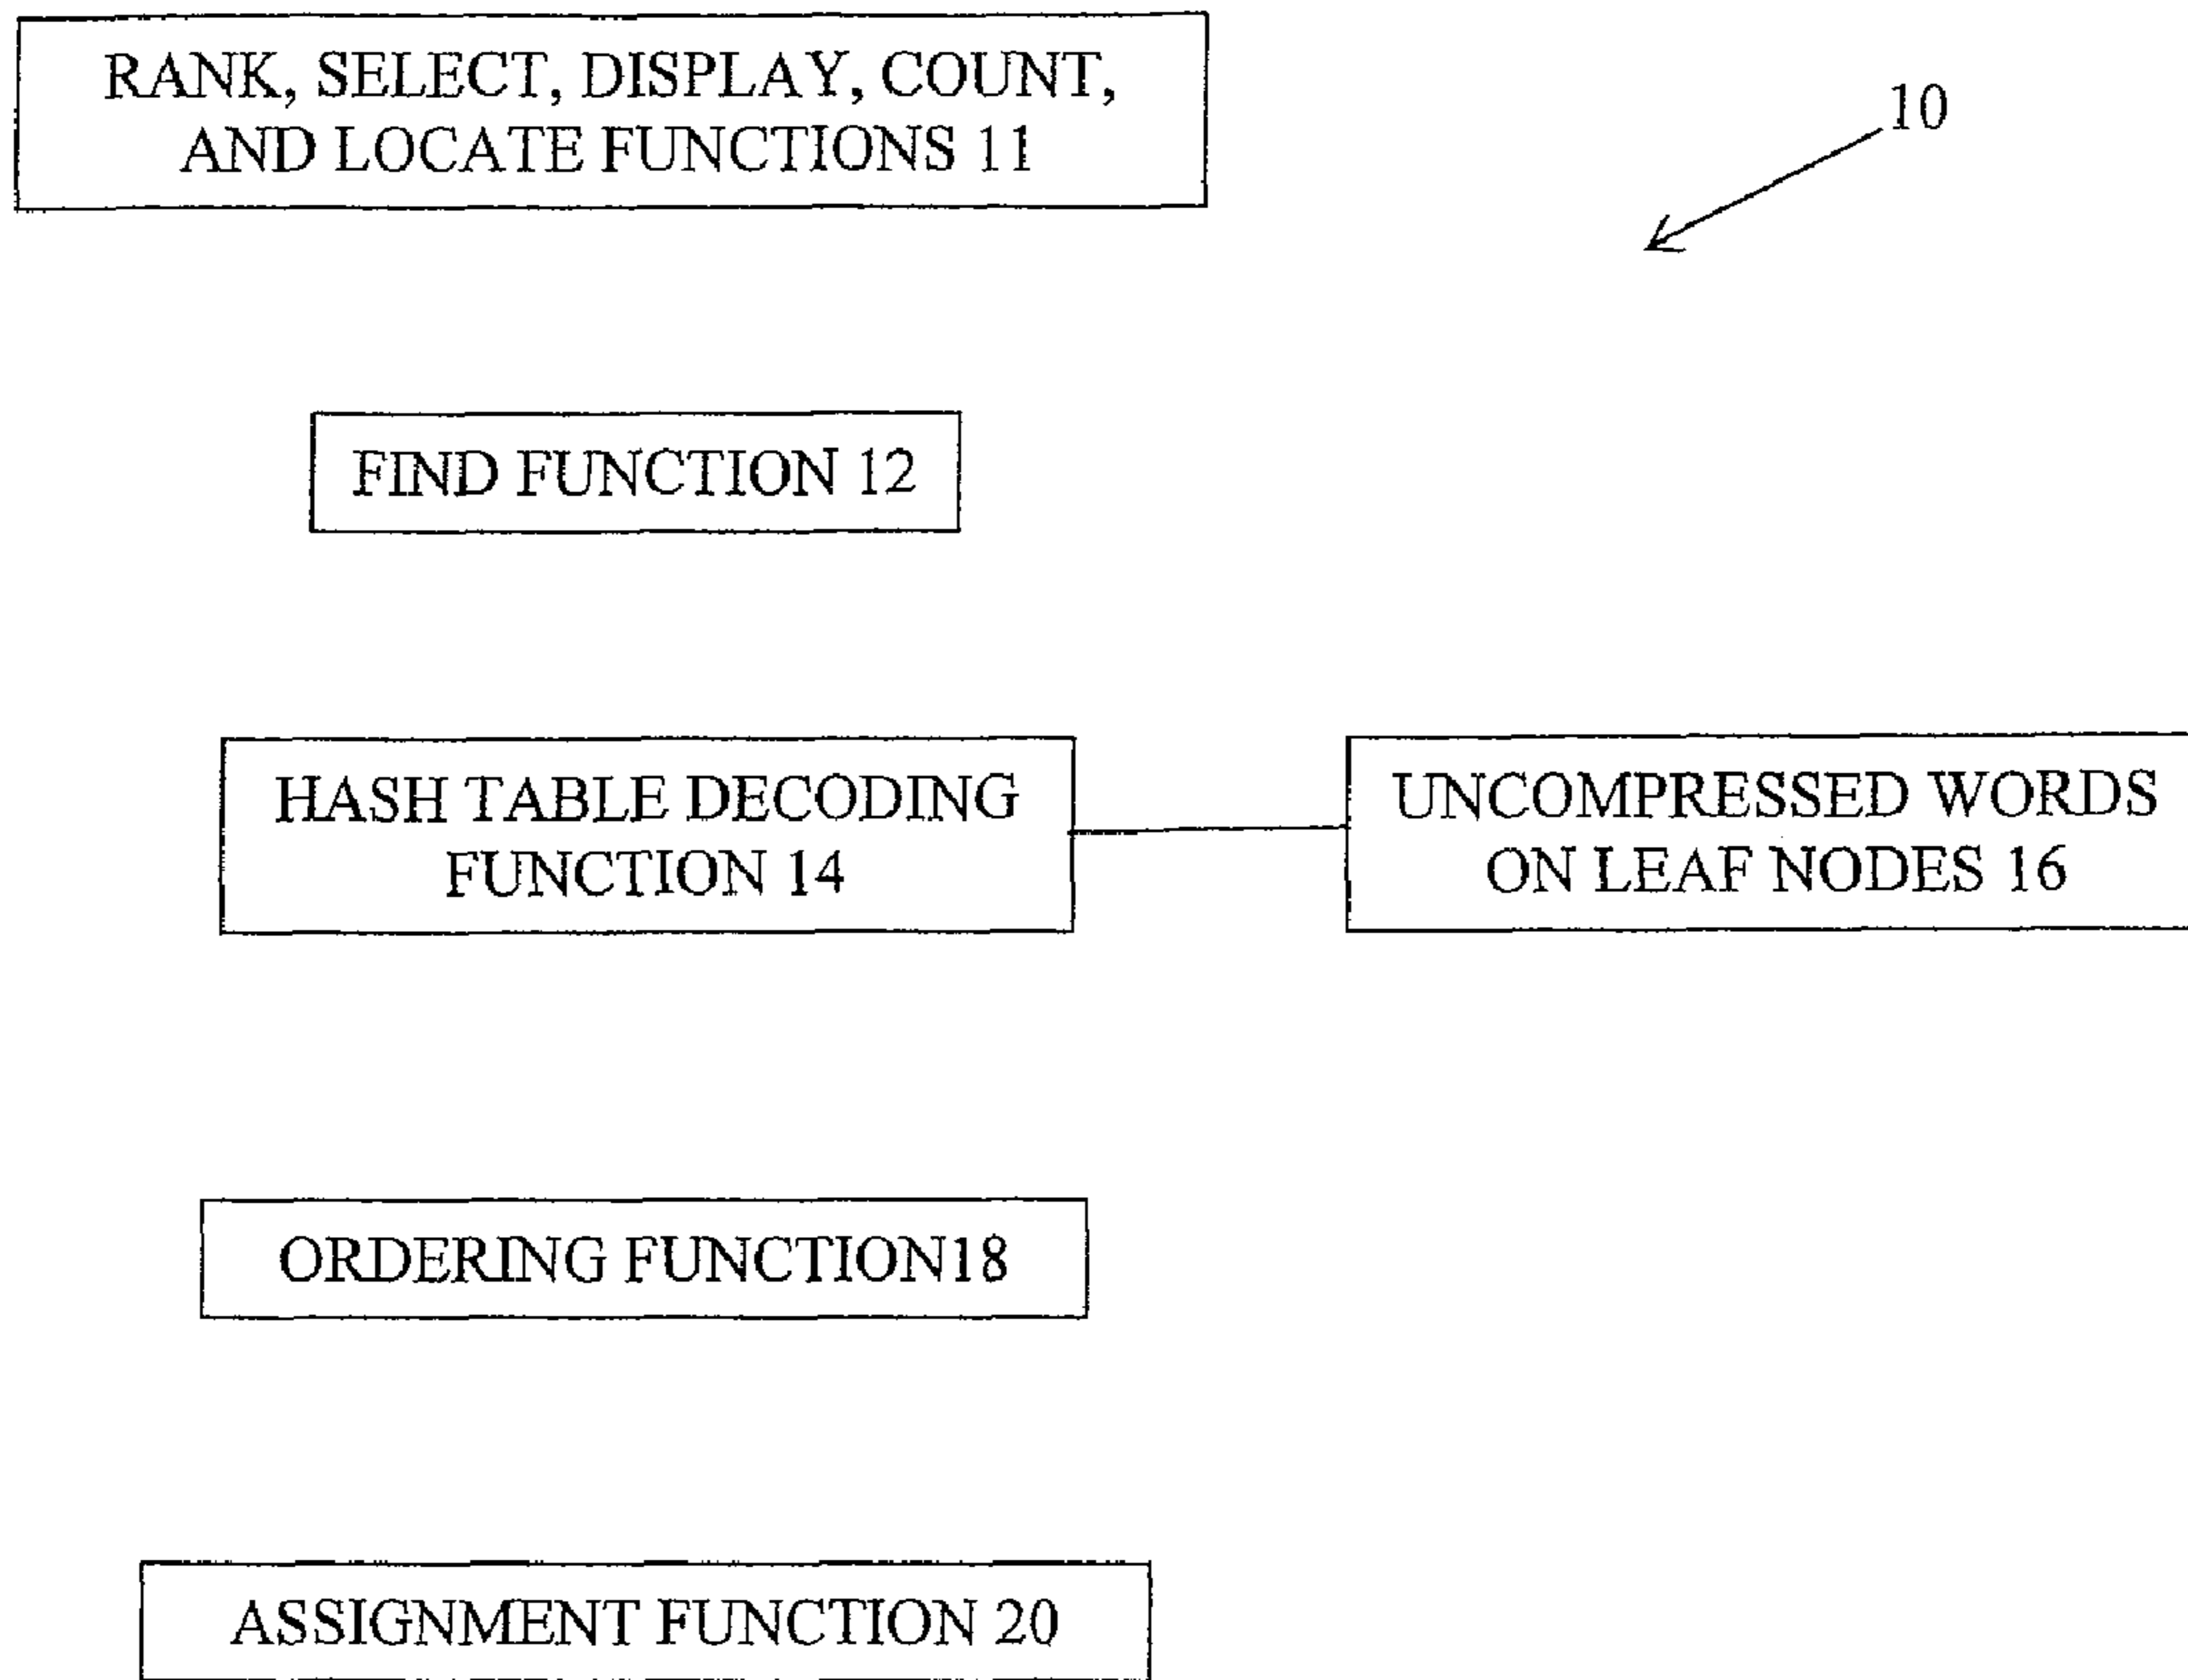 RANK, SELECT, DISPLAY, COUNT,
AND LOCATE FUNCTIONS 11
10
FIND FUNCTION 12
HASH TABLE DECODING
FUNCTION 14
UNCOMPRESSED WORDS
ON LEAF NODES 16
ORDERING FUNCTION18
ASSIGNMENT FUNCTION 20